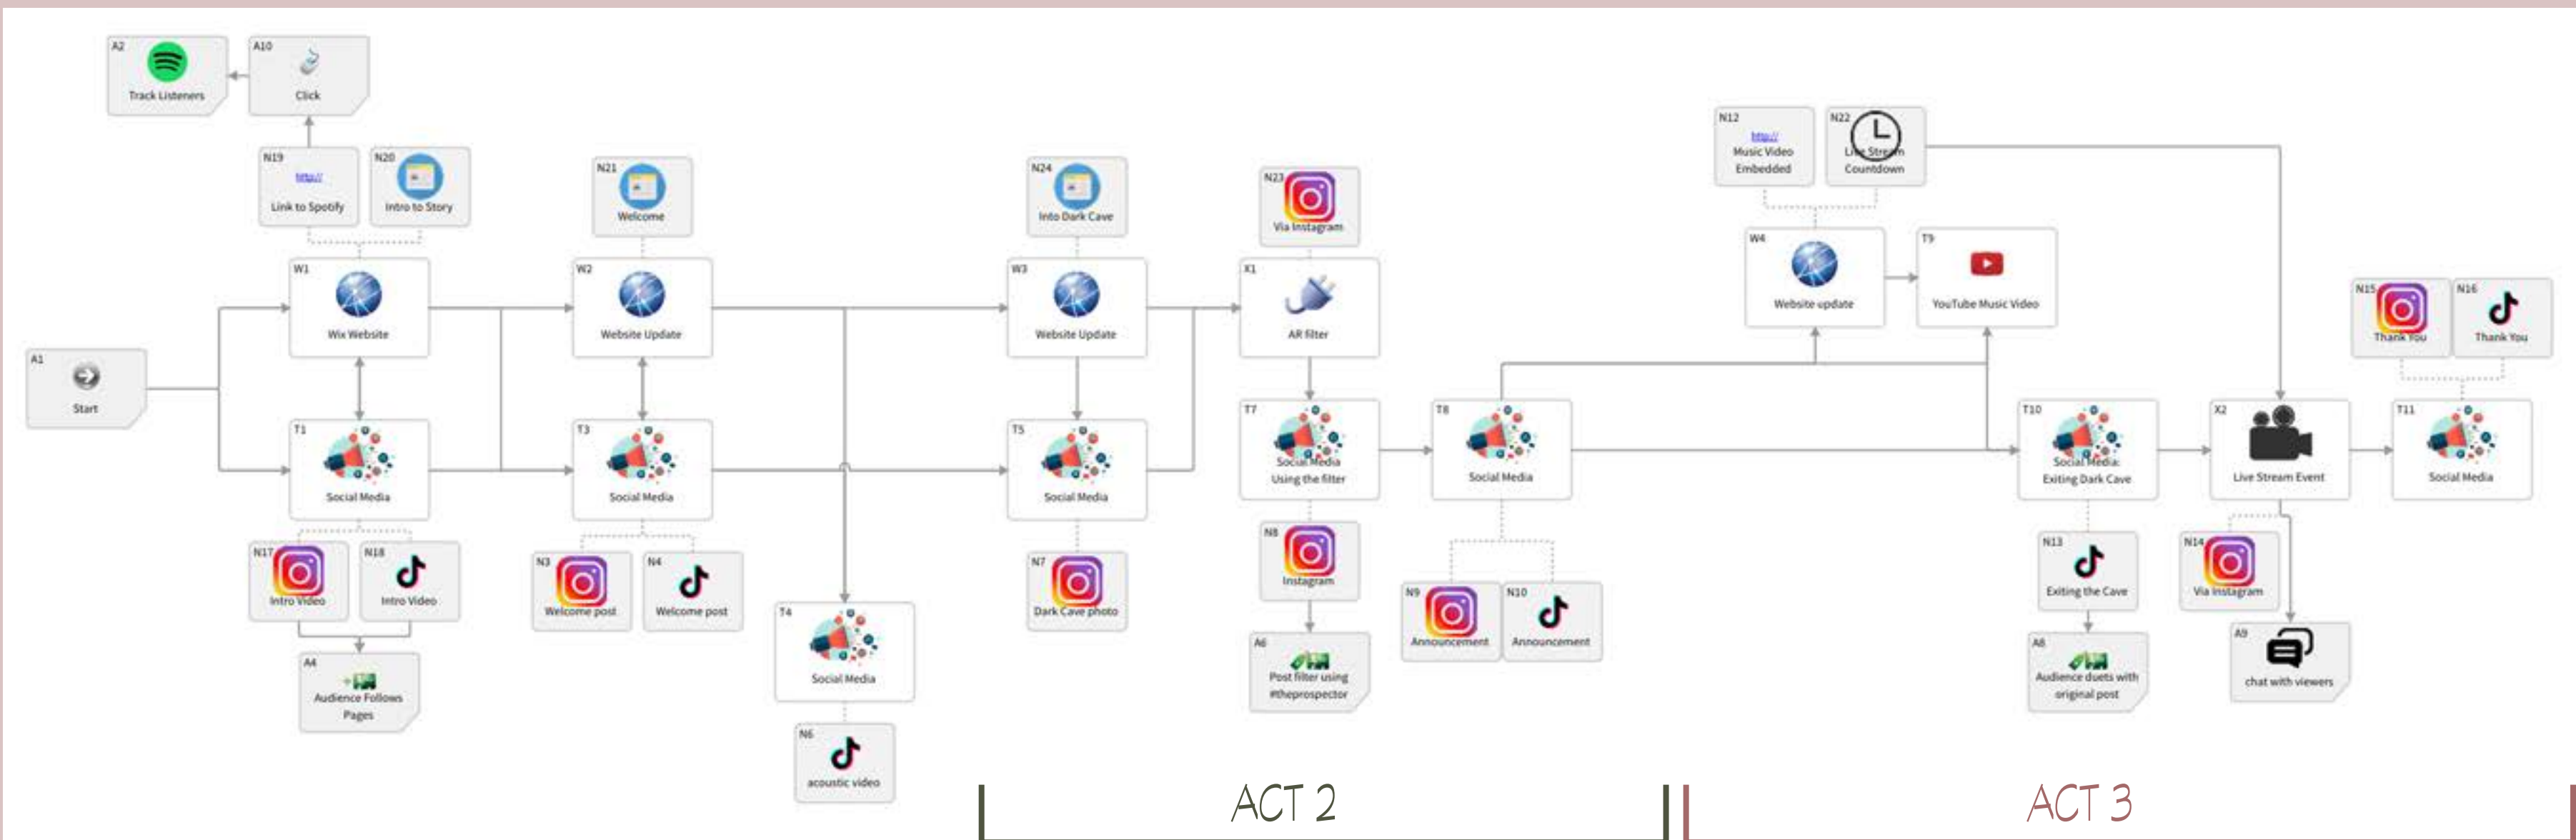 A2
Track Listeners
A10
Click
N19
http://
Link to Spotify
N20
Intro to Story
W1
Wix Website
A1
Start
T1
Social Media
N17
Intro Video
N18
Intro Video
A4
Audience Follows
Pages
N21
Welcome
W2
Website Update
T3
Social Media
N3
Welcome post
N4
Welcome post
T4
Social Media
N6
acoustic video
N24
Into Dark Cave
W3
Website Update
T5
Social Media
N7
Dark Cave photo
N23
Via Instagram
X1
AR filter
T7
Social Media
Using the filter
N8
Instagram
A6
Post filter using
#theprospector
T8
Social Media
N9
Announcement
N10
Announcement
N12
http://
Music Video
Embedded
N22
Live Stream
Countdown
W4
Website update
T9
YouTube Music Video
T10
Social Media:
Exiting Dark Cave
N13
Exiting the Cave
A8
Audience duets with
original post
X2
Live Stream Event
N14
Via Instagram
A9
chat with viewers
N15
Thank You
N16
Thank You
T11
Social Media
ACT 2
ACT 3